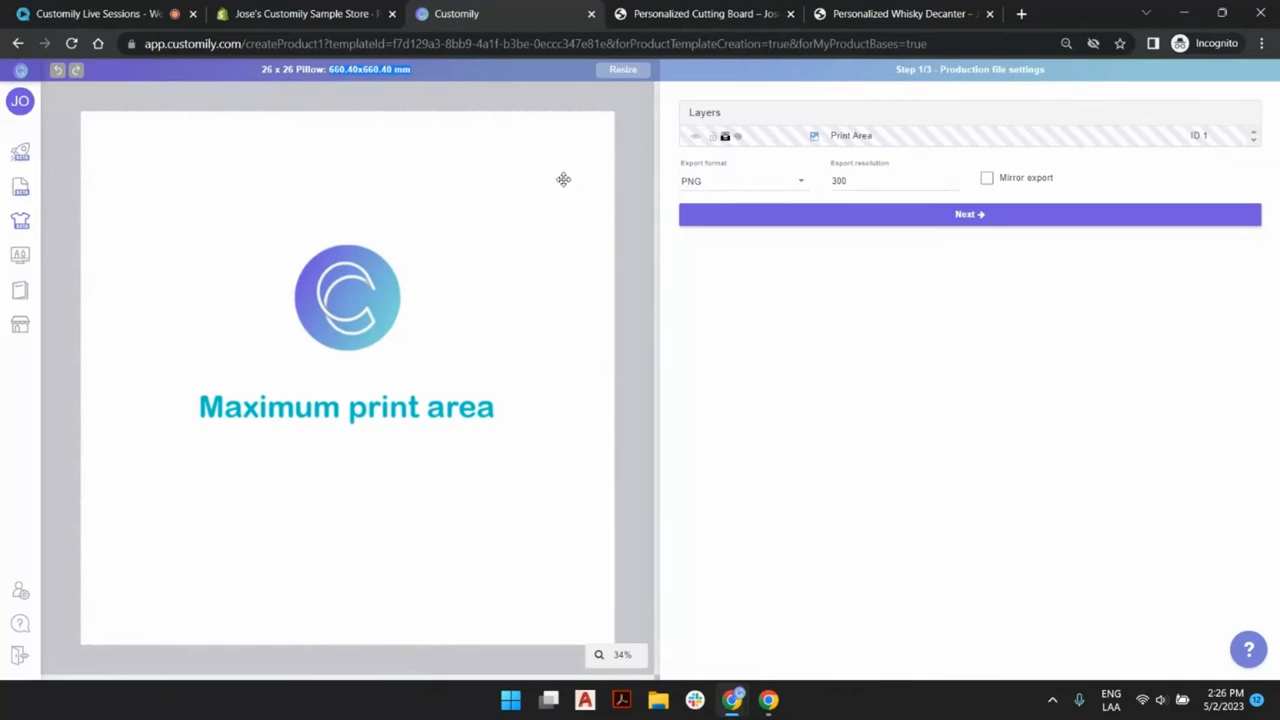 Customily Live Sessions - We
Jose's Customily Sample Store - P
Customily
Personalized Cutting Board – Jos
Personalized Whisky Decanter – J
app.customily.com/createProduct1?templateId=f7d129a3-8bb9-4a1f-b3be-0eccc347e81e&forProductTemplateCreation=true&forMyProductBases=true
Incognito
26 x 26 Pillow: 660.40x660.40 mm
Resize
Step 1/3 - Production file settings
JO
Layers
Print Area
ID 1
Export format
Export resolution
PNG
300
Mirror export
Next →
Maximum print area
34%
?
ENG
LAA
2:26 PM
5/2/2023
12